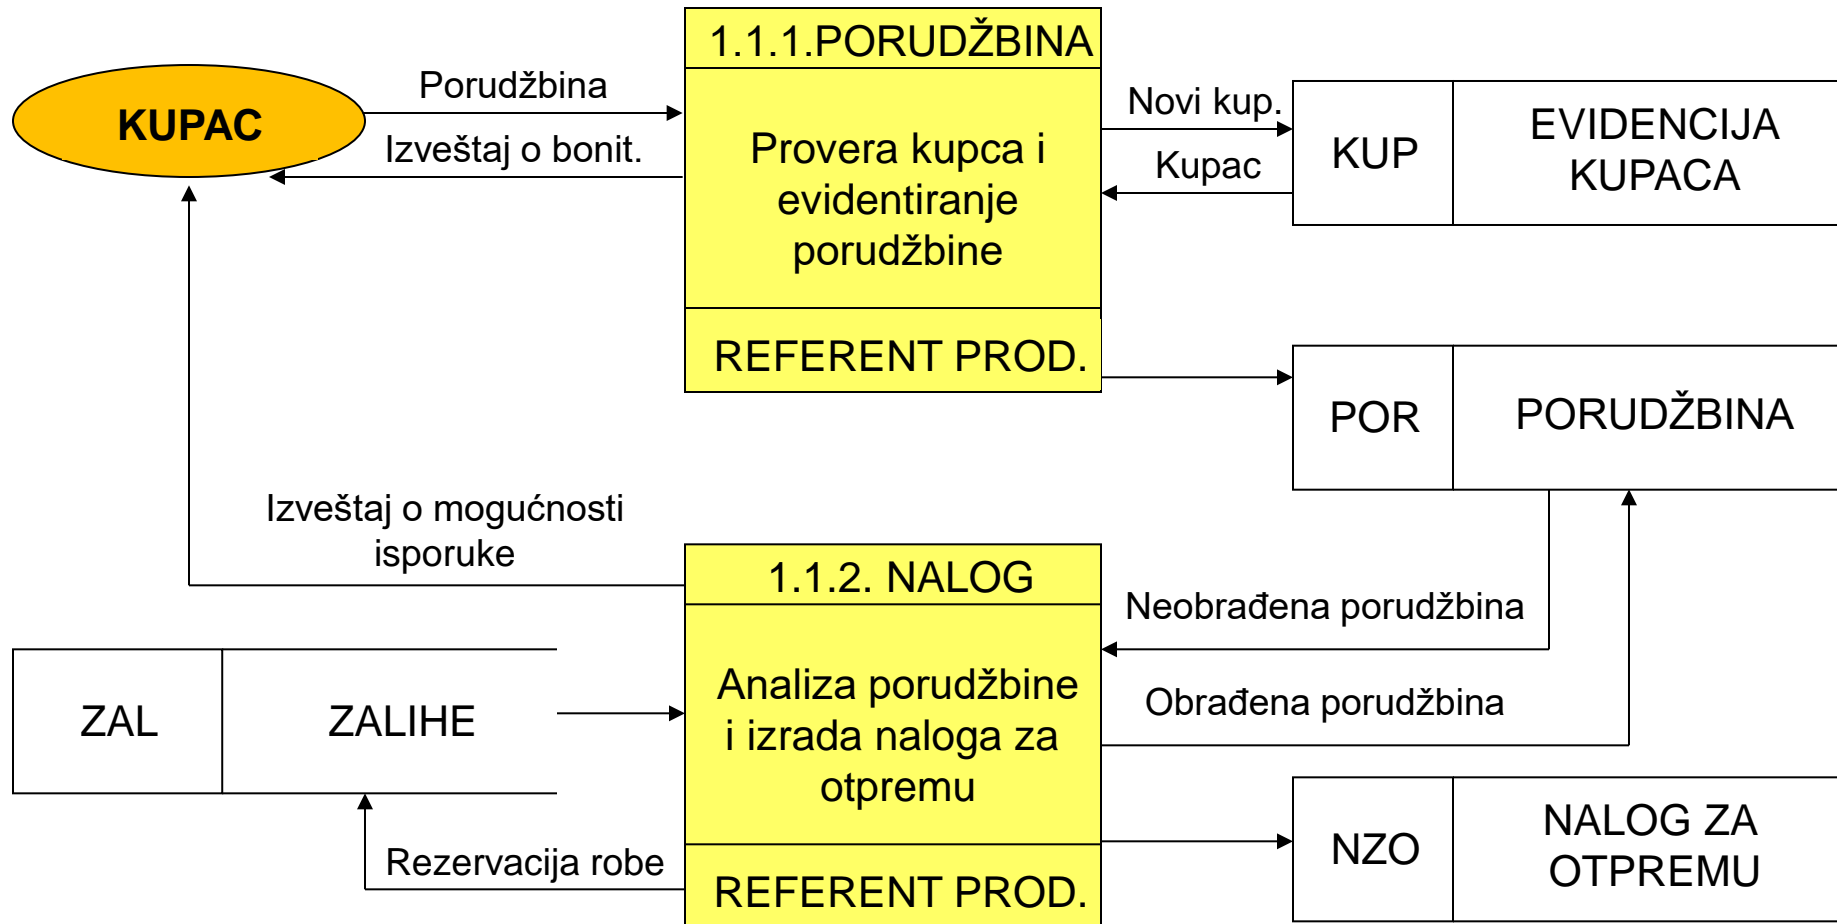 1.1.1.PORUDŽBINA
KUPAC
Porudžbina
Izveštaj o bonit.
Provera kupca i
evidentiranje
porudžbine
REFERENT PROD.
Novi kup.
Kupac
KUP
EVIDENCIJA
KUPACA
POR
PORUDŽBINA
Izveštaj o mogućnosti
isporuke
1.1.2. NALOG
Neobrađena porudžbina
Analiza porudžbine
i izrada naloga za
otpremu
Obrađena porudžbina
ZAL
ZALIHE
Rezervacija robe
REFERENT PROD.
NZO
NALOG ZA
OTPREMU